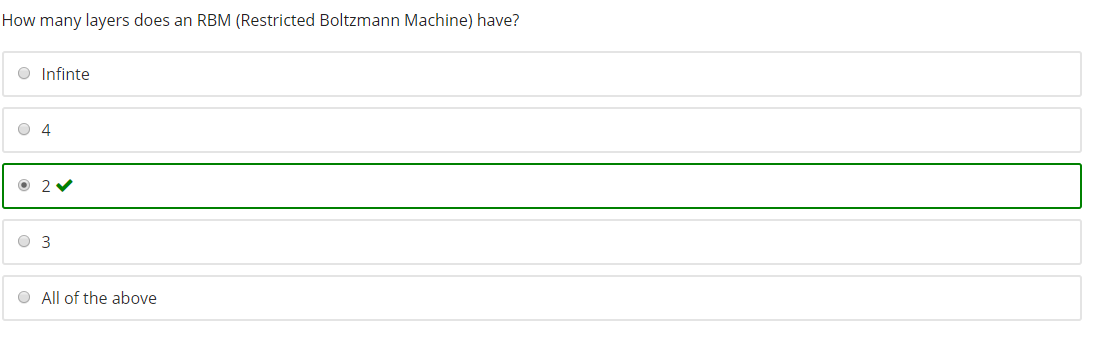 How many layers does an RBM (Restricted Boltzmann Machine) have?
Infinte
4
2
3
All of the above